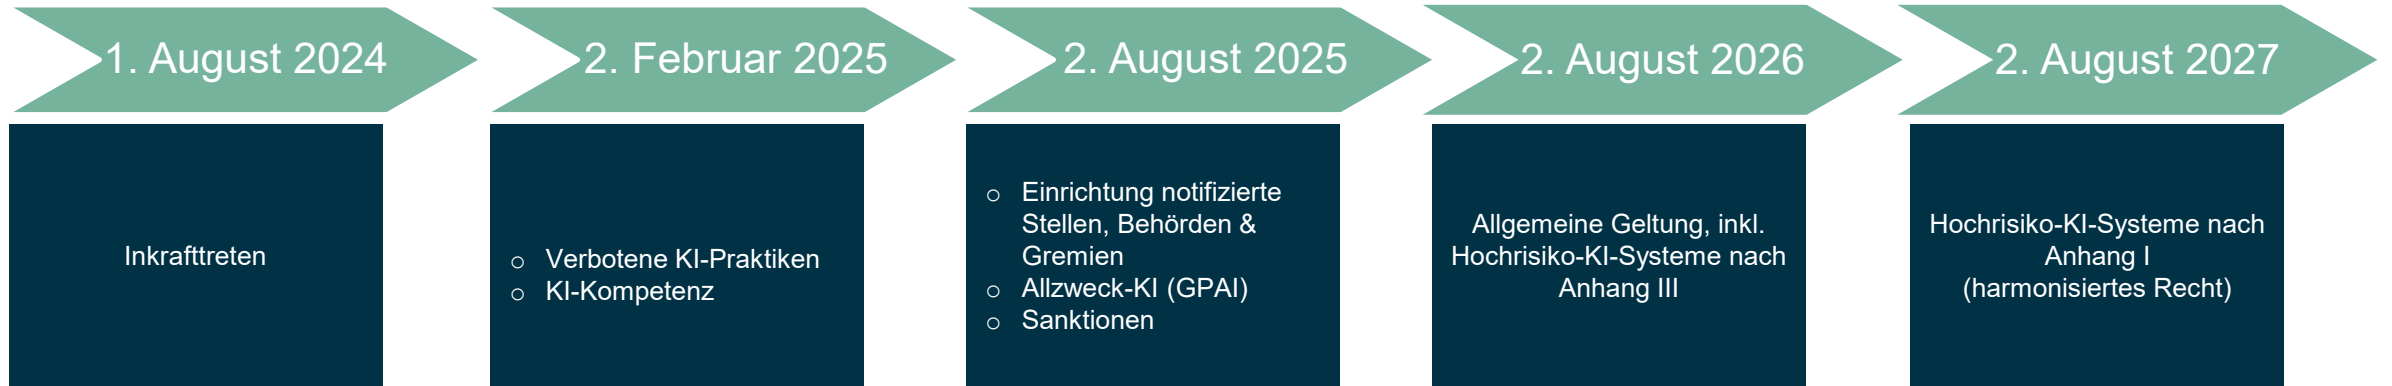 1. August 2024
2. Februar 2025
2. August 2025
2. August 2026
2. August 2027
Inkrafttreten
○ Verbotene KI-Praktiken
○ KI-Kompetenz
○ Einrichtung notifizierte
Stellen, Behörden &
Gremien
○ Allzweck-KI (GPAI)
○ Sanktionen
Allgemeine Geltung, inkl.
Hochrisiko-KI-Systeme nach
Anhang III
Hochrisiko-KI-Systeme nach
Anhang I
(harmonisiertes Recht)